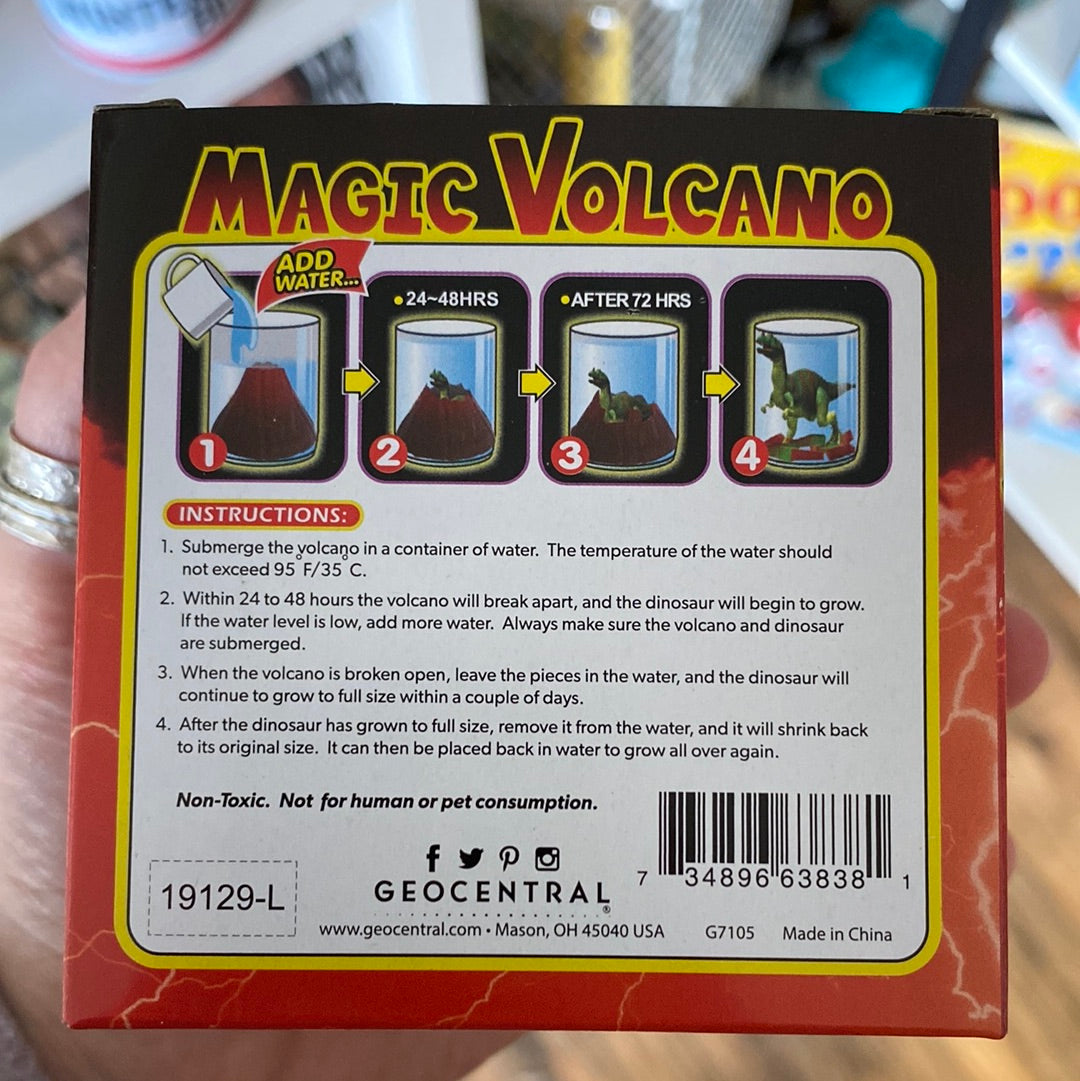 MAGIC VOLCANO
ADD
WATER...
• 24~48HRS
• AFTER 72 HRS
1
2
3
4
INSTRUCTIONS:
1. Submerge the volcano in a container of water. The temperature of the water should
not exceed 95°F/35°C.
2. Within 24 to 48 hours the volcano will break apart, and the dinosaur will begin to grow.
If the water level is low, add more water. Always make sure the volcano and dinosaur
are submerged.
3. When the volcano is broken open, leave the pieces in the water, and the dinosaur will
continue to grow to full size within a couple of days.
4. After the dinosaur has grown to full size, remove it from the water, and it will shrink back
to its original size. It can then be placed back in water to grow all over again.
Non-Toxic. Not for human or pet consumption.
19129-L
GEOCENTRAL®
7 34896 63838 1
www.geocentral.com • Mason, OH 45040 USA G7105 Made in China